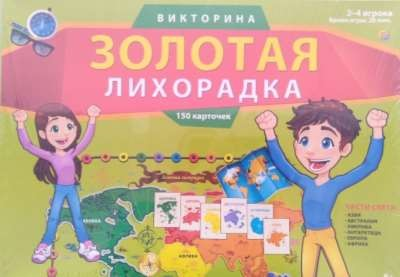 ВИКТОРИНА
2-4 игрока
Время игры: 20 мин.
ЗОЛОТАЯ
ЛИХОРАДКА
150 карточек
ЧАСТИ СВЕТА:
- АЗИЯ
- АВСТРАЛИЯ
- АМЕРИКА
- АНТАРКТИДА
- ЕВРОПА
- АФРИКА